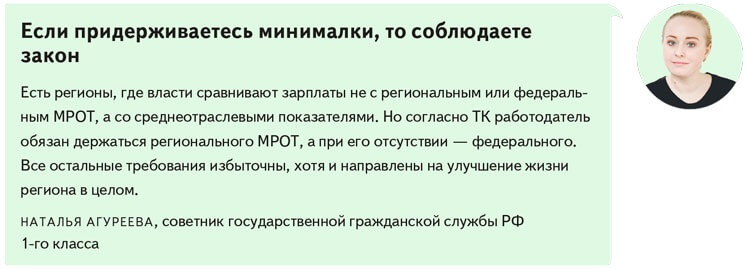 Если придерживаетесь минималки, то соблюдаете
закон
Есть регионы, где власти сравнивают зарплаты не с региональным или федераль-
ным МРОТ, а со среднеотраслевыми показателями. Но согласно ТК работодатель
обязан держаться регионального МРОТ, а при его отсутствии — федерального.
Все остальные требования избыточны, хотя и направлены на улучшение жизни
региона в целом.
НАТАЛЬЯ АГУРЕЕВА, советник государственной гражданской службы РФ
1-го класса